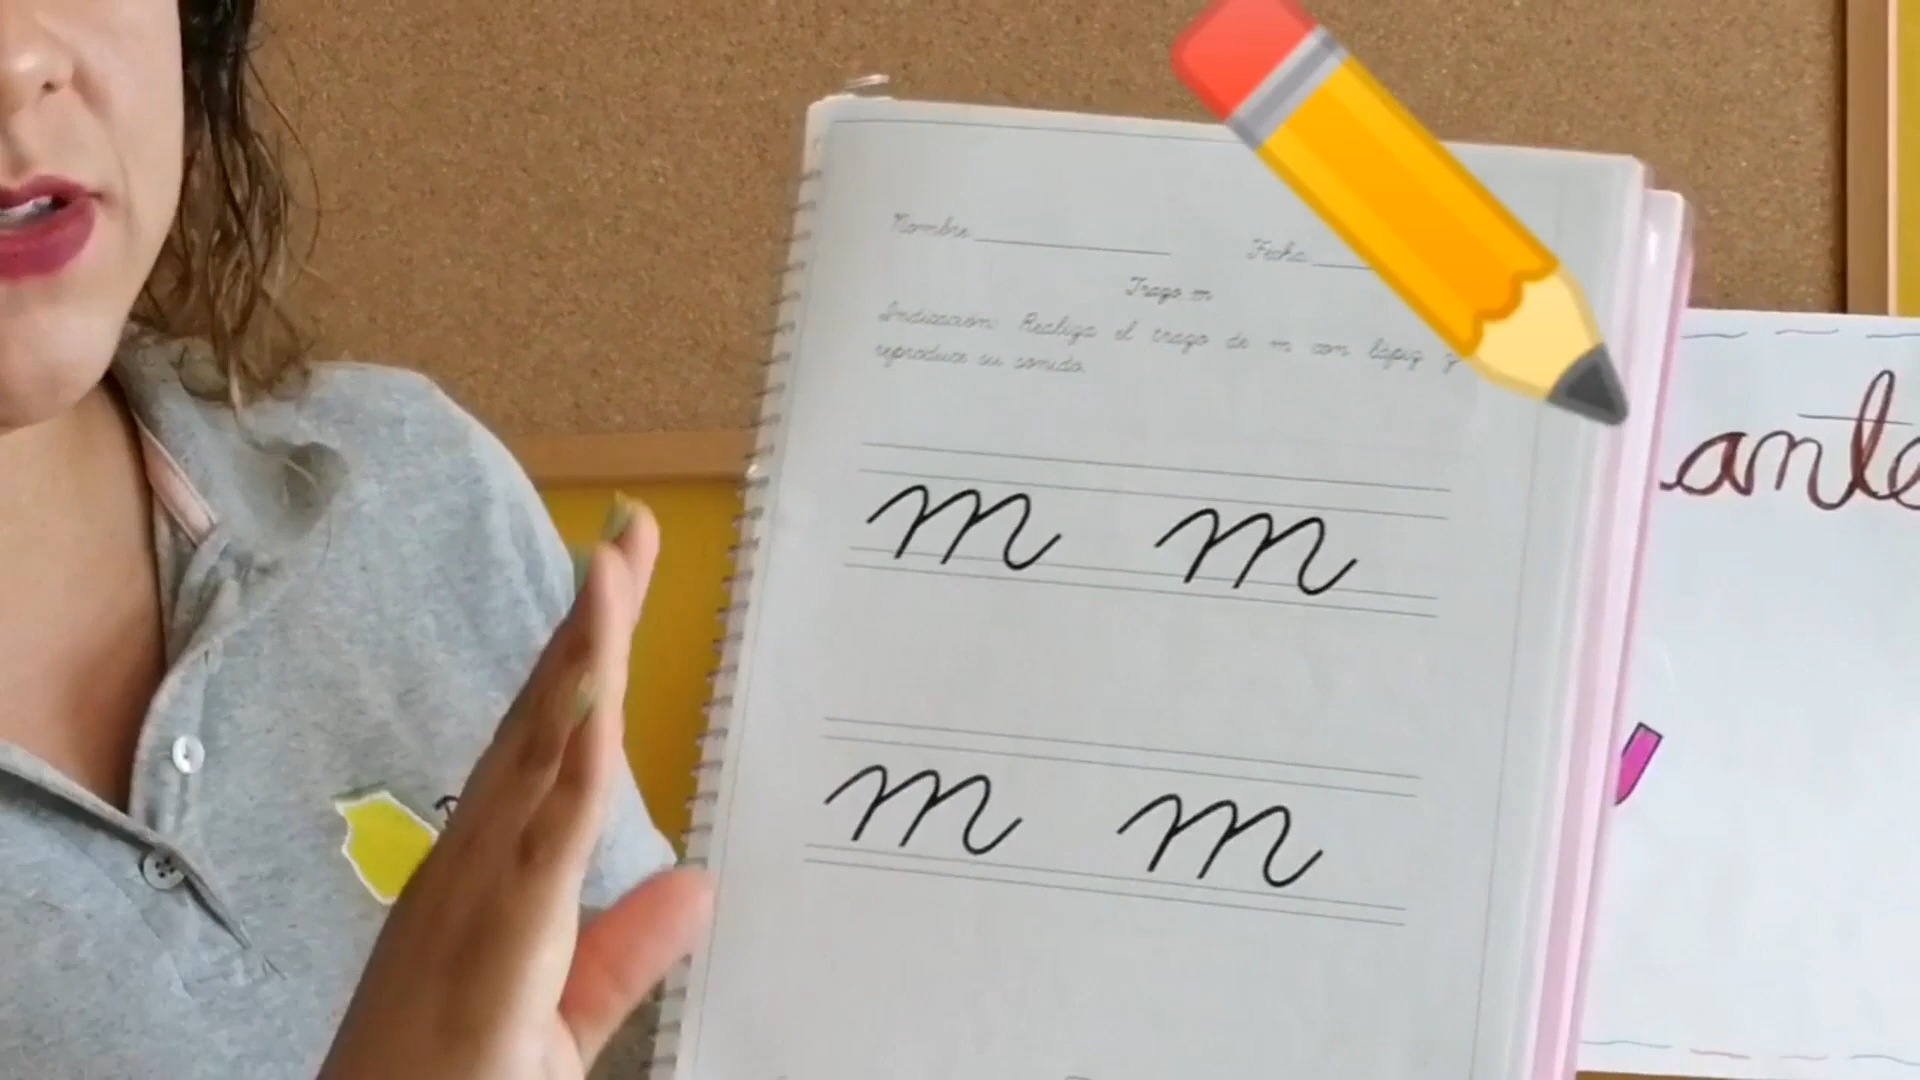 Nombre Fecha
Trazo m
Indicación: Realiza el trazo de m con lápiz y
reproduce su sonido.
m m
m m
ante